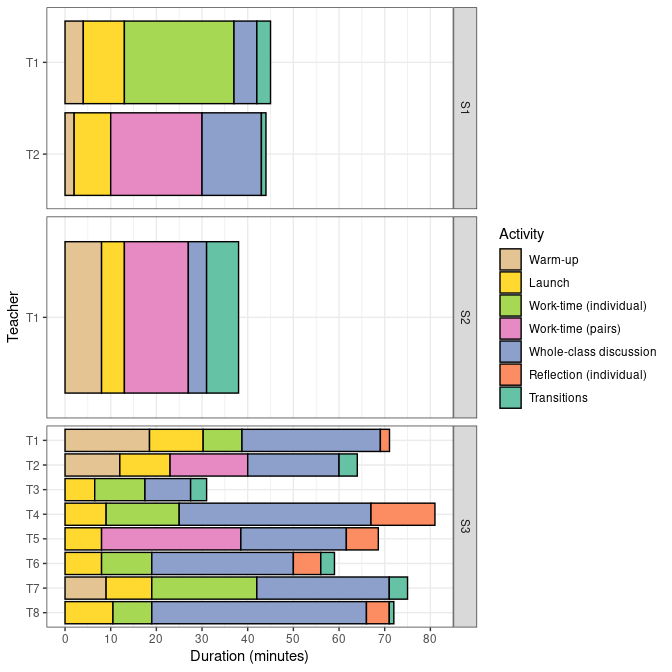 T1
T2
S1
T1
S2
T1
T2
T3
T4
T5
T6
T7
T8
S3
Teacher
0 10 20 30 40 50 60 70 80
Duration (minutes)
Activity
Warm-up
Launch
Work-time (individual)
Work-time (pairs)
Whole-class discussion
Reflection (individual)
Transitions